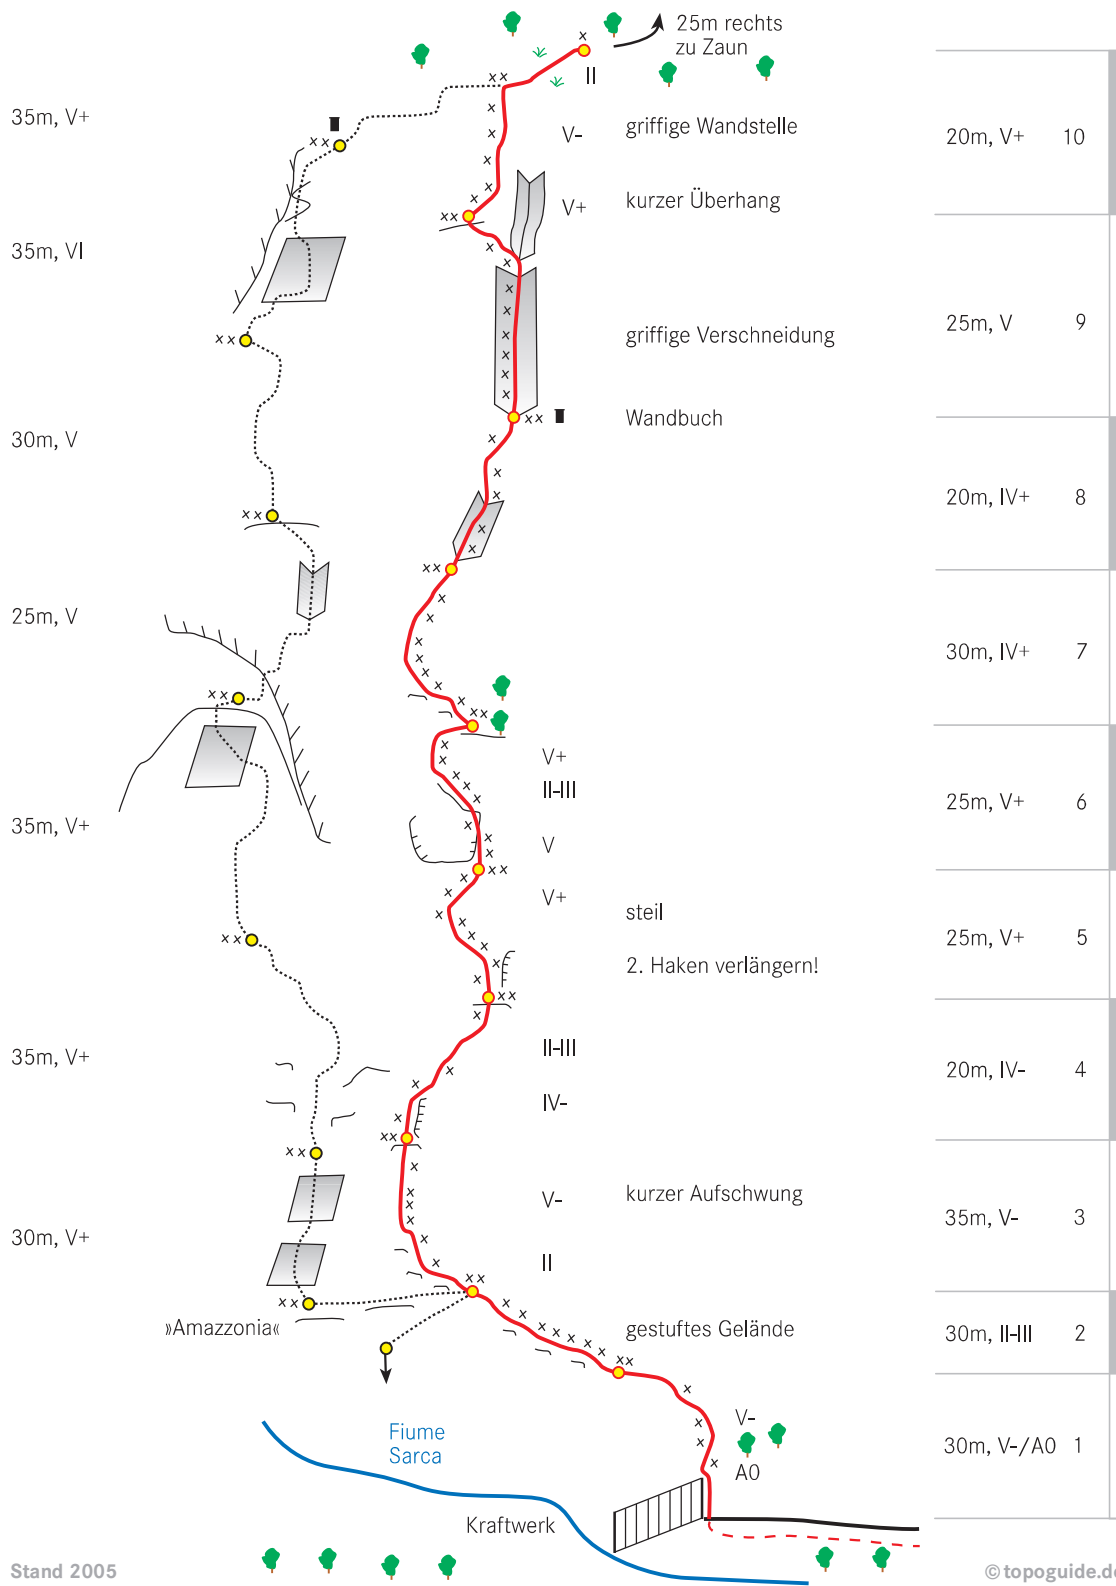 25m rechts
zu Zaun
II
35m, V+
V-
griffige Wandstelle
20m, V+ 10
V+
kurzer Überhang
35m, VI
25m, V 9
griffige Verschneidung
Wandbuch
30m, V
20m, IV+ 8
25m, V
30m, IV+ 7
V+
II-III
25m, V+ 6
35m, V+
V
V+
steil
25m, V+ 5
2. Haken verlängern!
35m, V+
II-III
20m, IV- 4
IV-
V-
kurzer Aufschwung
35m, V- 3
30m, V+
II
»Amazzonia«
gestuftes Gelände
30m, II-III 2
V-
Fiume
Sarca
30m, V-/A0 1
A0
Kraftwerk
Stand 2005
© topoguide.de